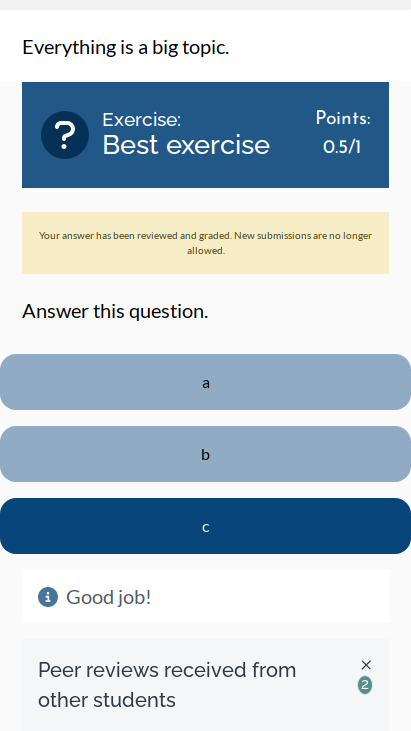 Everything is a big topic.
Exercise:
Best exercise
Points:
0.5/1
Your answer has been reviewed and graded. New submissions are no longer
allowed.
Answer this question.
a
b
c
Good job!
Peer reviews received from
other students
2